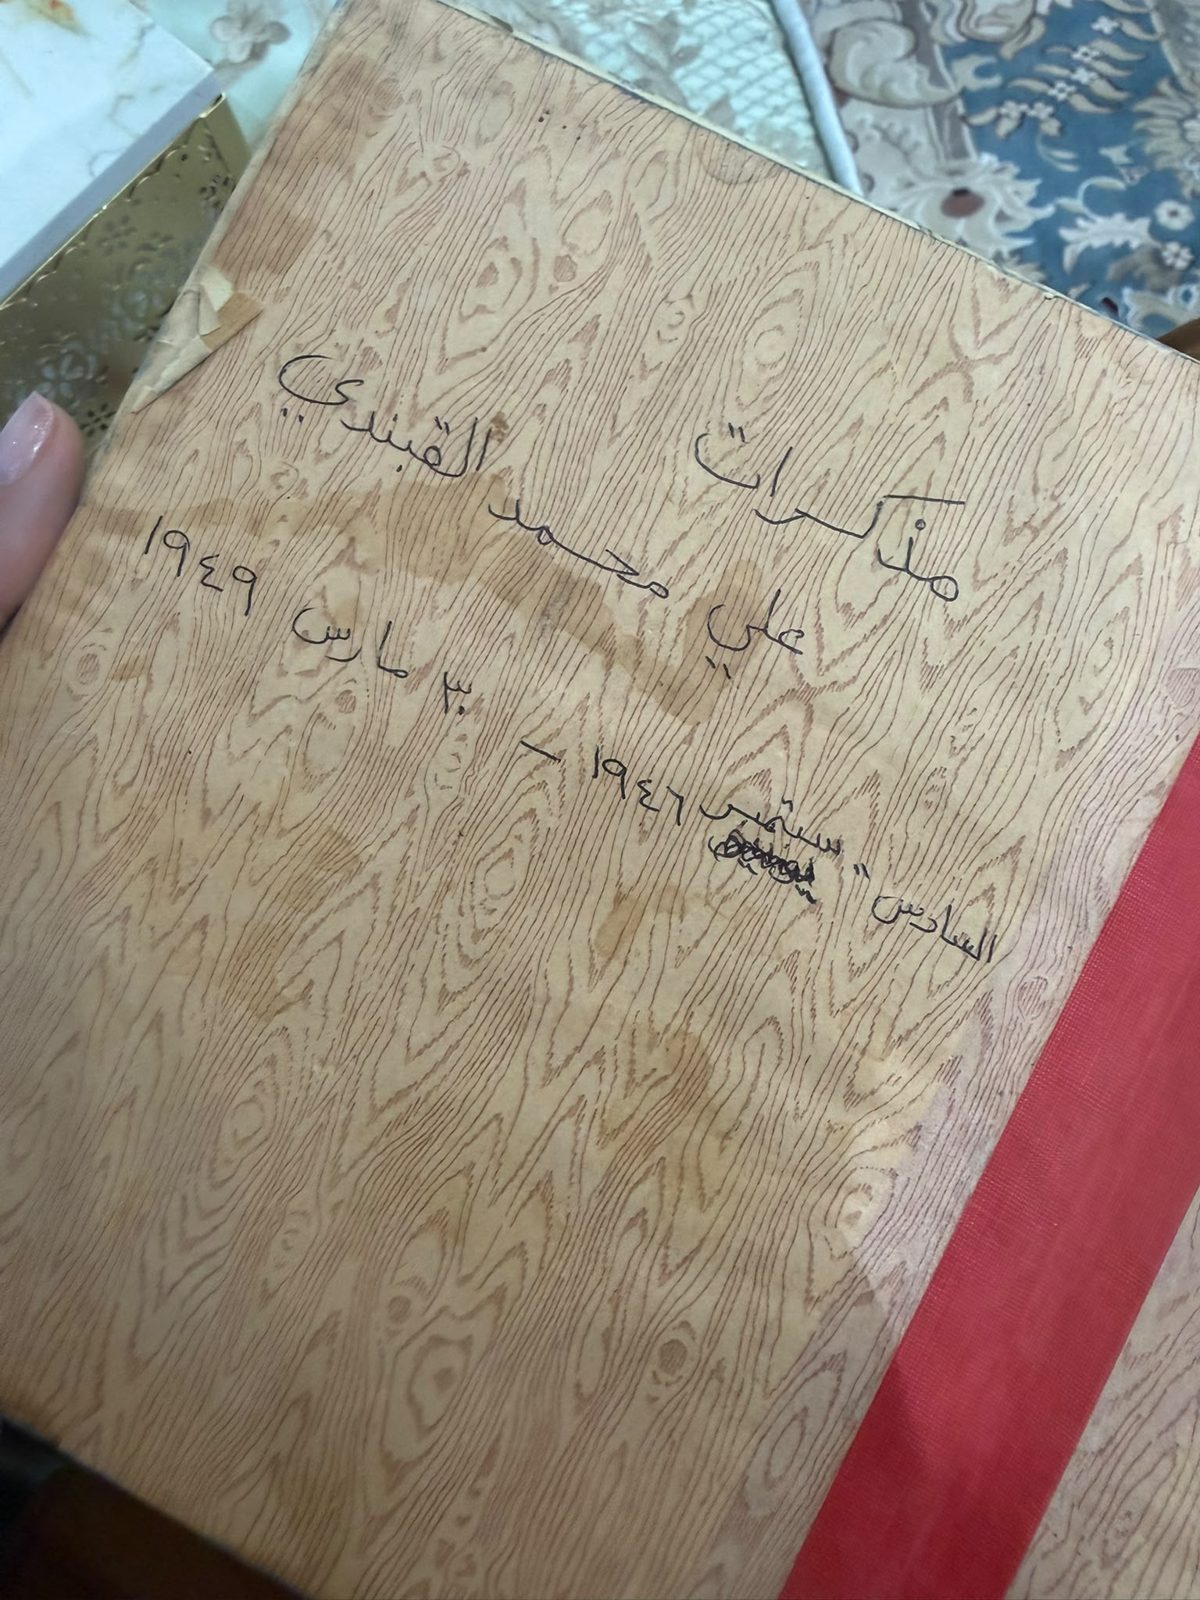 مذكرات
علي محمد القبندي
السادس " سبتمبر ١٩٤٦ – ٣٠ مارس ١٩٤٩